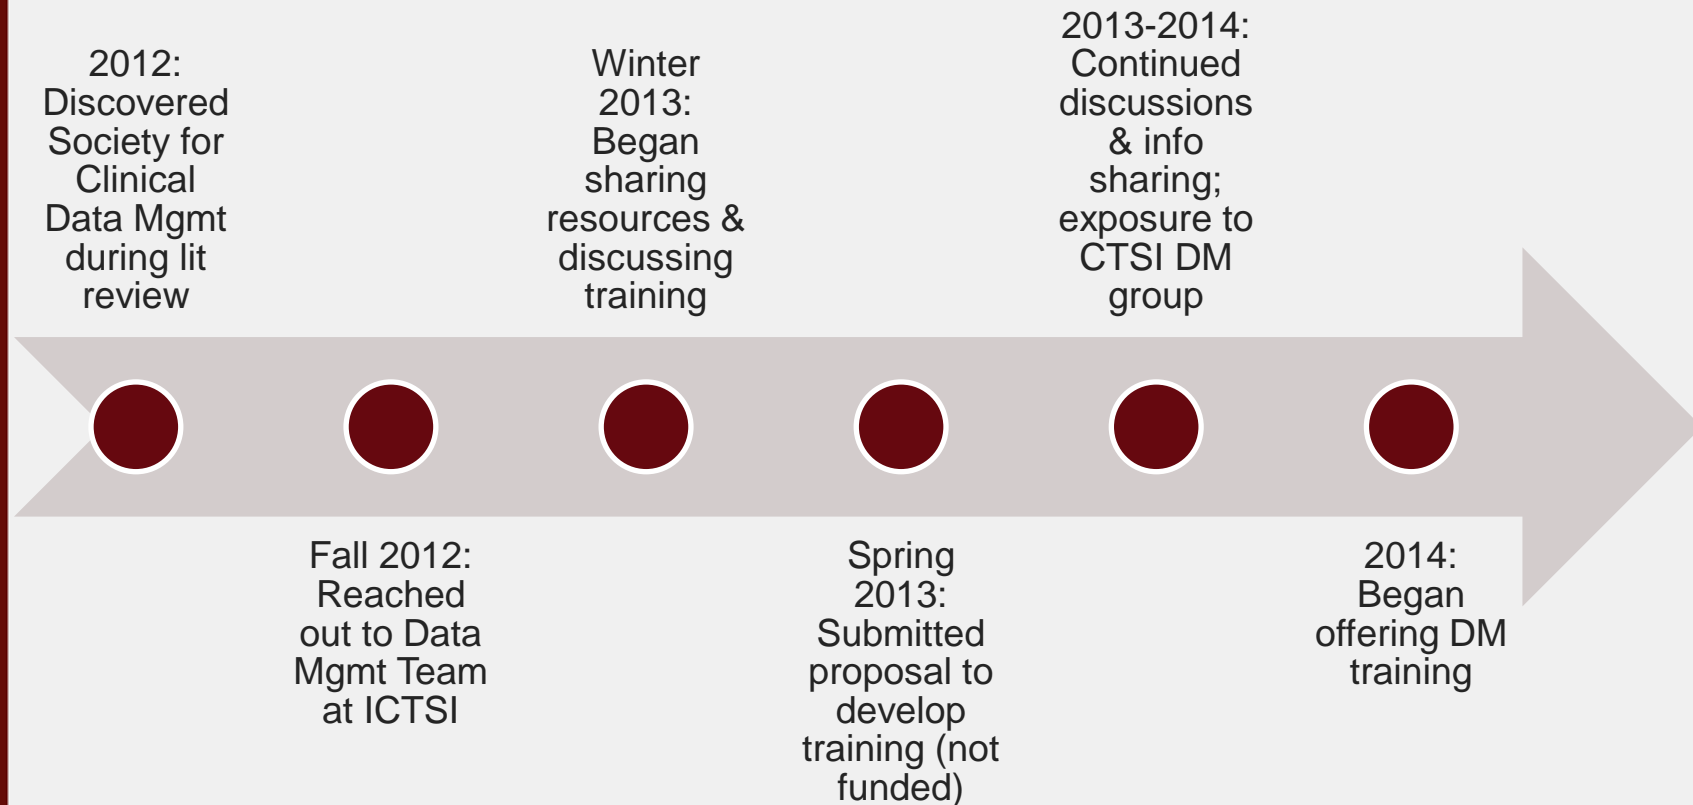 2012:
Discovered
Society for
Clinical
Data Mgmt
during lit
review
Fall 2012:
Reached
out to Data
Mgmt Team
at ICTSI
Winter
2013:
Began
sharing
resources &
discussing
training
Spring
2013:
Submitted
proposal to
develop
training (not
funded)
2013-2014:
Continued
discussions
& info
sharing;
exposure to
CTSI DM
group
2014:
Began
offering DM
training